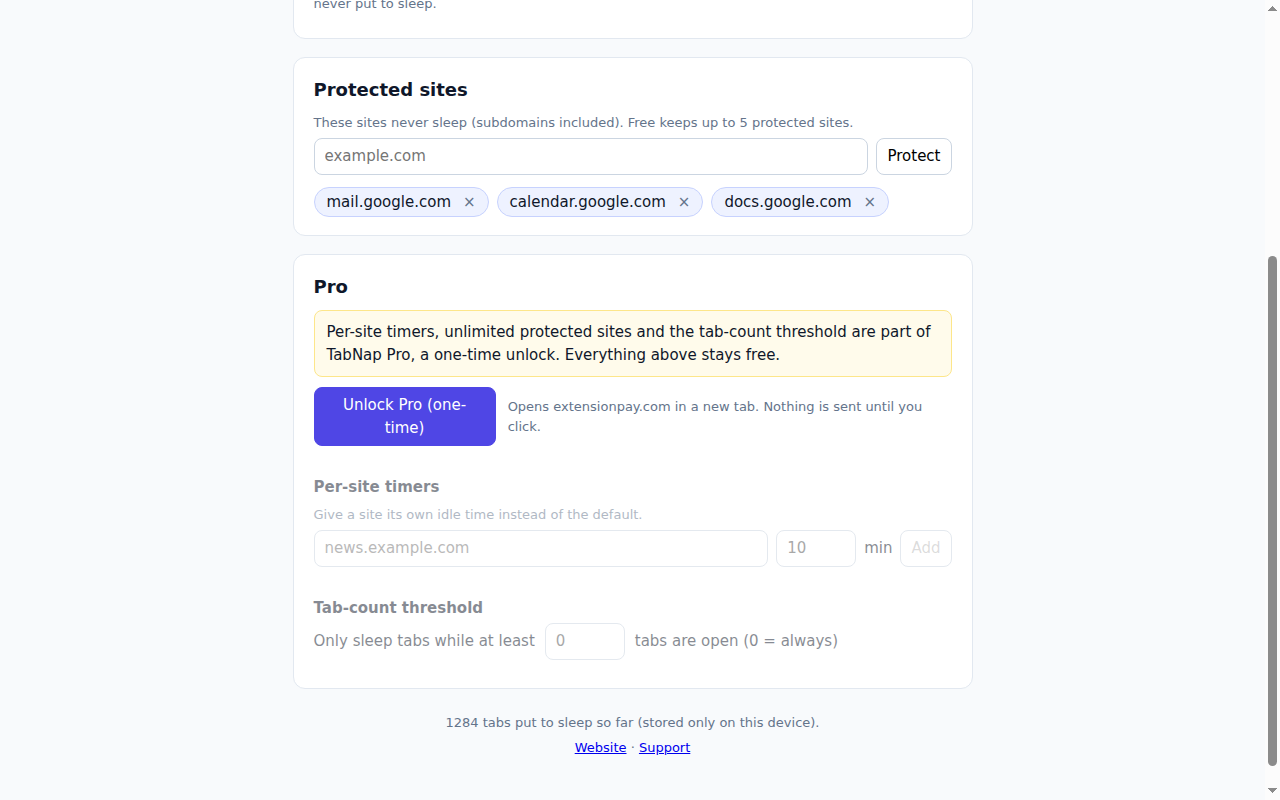 never put to sleep.
Protected sites
These sites never sleep (subdomains included). Free keeps up to 5 protected sites.
example.com Protect
mail.google.com × calendar.google.com × docs.google.com ×
Pro
Per-site timers, unlimited protected sites and the tab-count threshold are part of
TabNap Pro, a one-time unlock. Everything above stays free.
Unlock Pro (one-
time)
Opens extensionpay.com in a new tab. Nothing is sent until you
click.
Per-site timers
Give a site its own idle time instead of the default.
news.example.com 10 min Add
Tab-count threshold
Only sleep tabs while at least 0 tabs are open (0 = always)
1284 tabs put to sleep so far (stored only on this device).
Website · Support